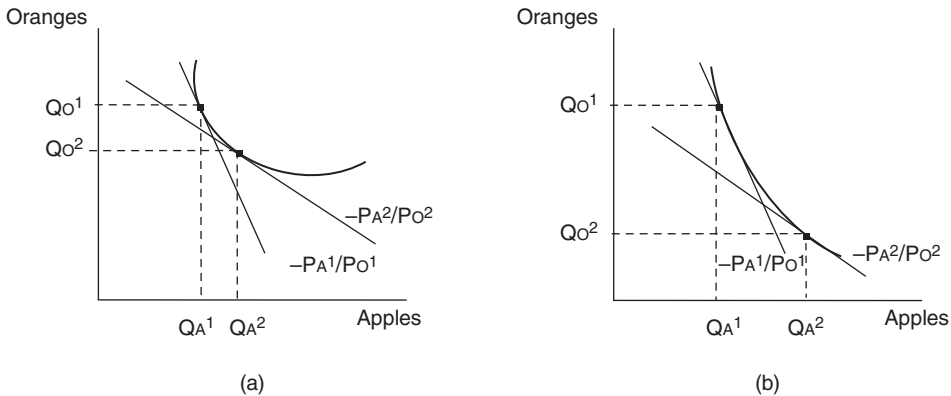 Oranges
QO1
QO2
–PA2/PO2
–PA1/PO1
QA1 QA2
Apples
(a)
Oranges
QO1
QO2
–PA1/PO1
–PA2/PO2
QA1 QA2
Apples
(b)